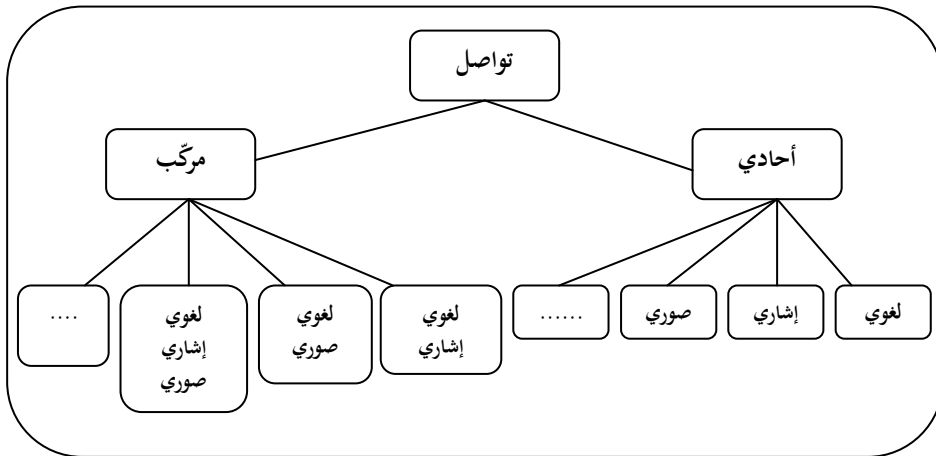 تواصل
أحادي
مركّب
لغوي
إشاري
صوري
......
لغوي
إشاري
لغوي
صوري
لغوي
إشاري
صوري
....